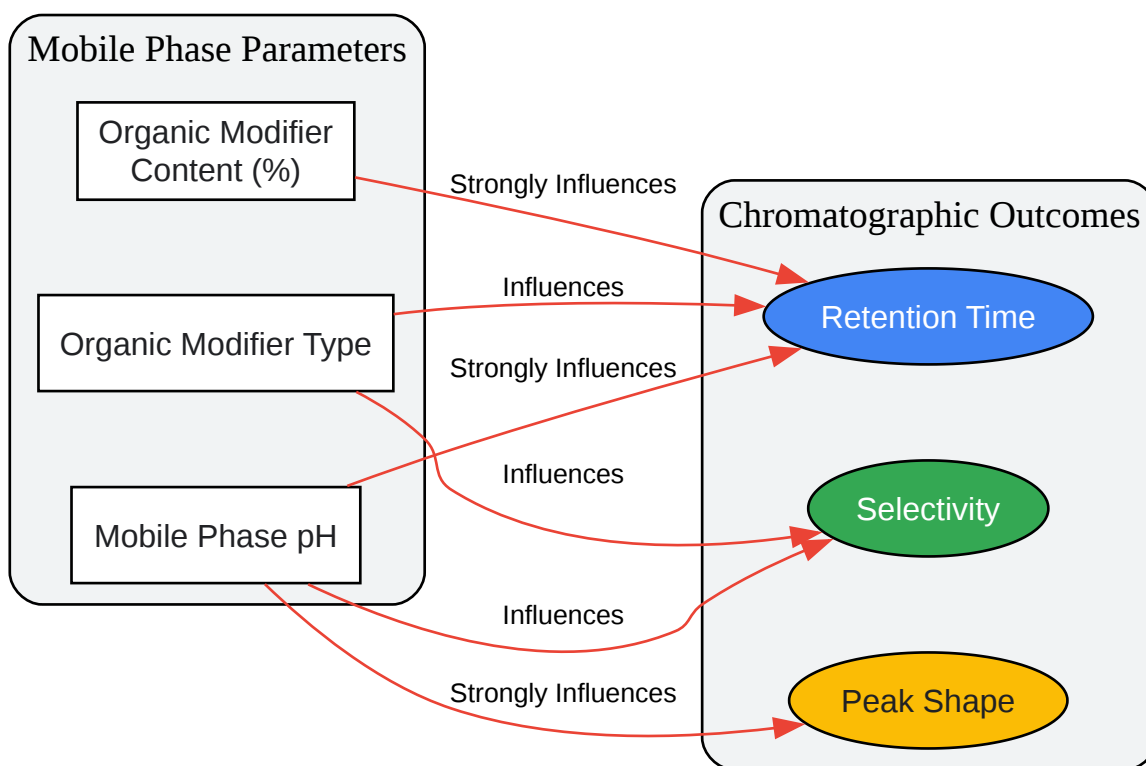 Mobile Phase Parameters
Organic Modifier
Content (%)
Organic Modifier Type
Mobile Phase pH
Strongly Influences
Influences
Strongly Influences
Influences
Influences
Strongly Influences
Chromatographic Outcomes
Retention Time
Selectivity
Peak Shape